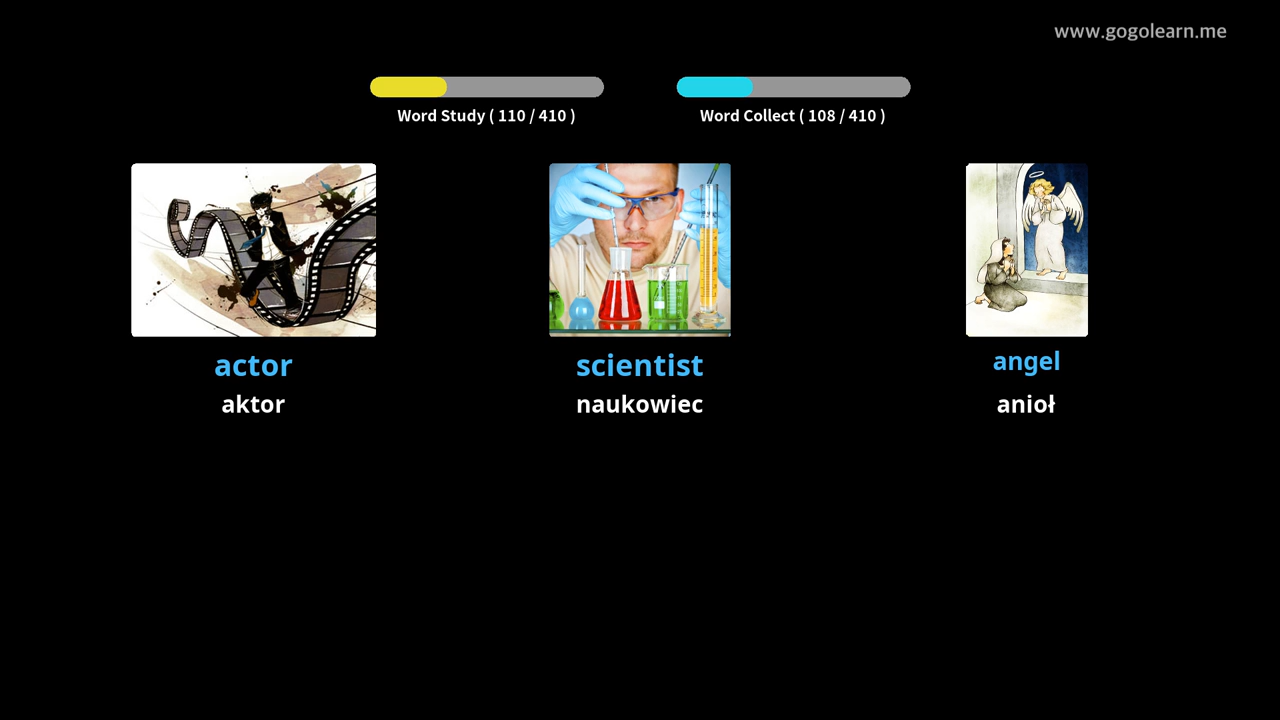 www.gogolearn.me
Word Study ( 110 / 410 )
Word Collect ( 108 / 410 )
actor
aktor
scientist
naukowiec
angel
anioł